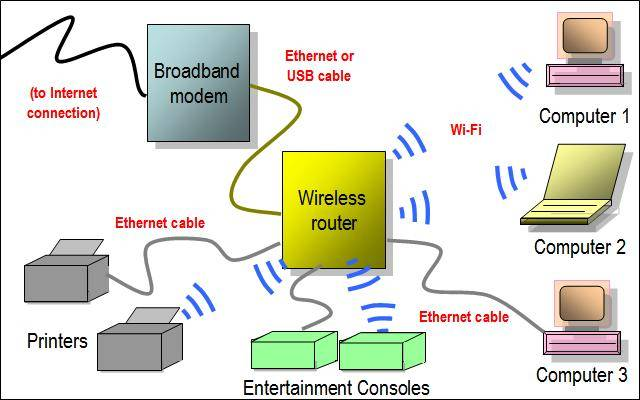 Broadband
modem
Ethernet or
USB cable
(to Internet
connection)
Computer 1
Wi-Fi
Wireless
router
Ethernet cable
Computer 2
Printers
Ethernet cable
Entertainment Consoles
Computer 3